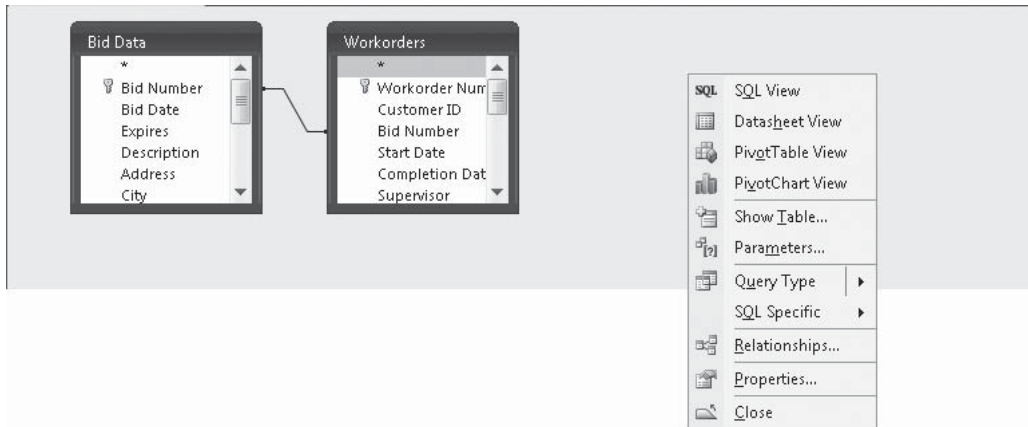 Bid Data
*
Bid Number
Bid Date
Expires
Description
Address
City
Workorders
*
Workorder Num
Customer ID
Bid Number
Start Date
Completion Dat
Supervisor
SQL SQL View
Datasheet View
PivotTable View
PivotChart View
Show Table...
[?] Parameters...
Query Type
SQL Specific
Relationships...
Properties...
Close